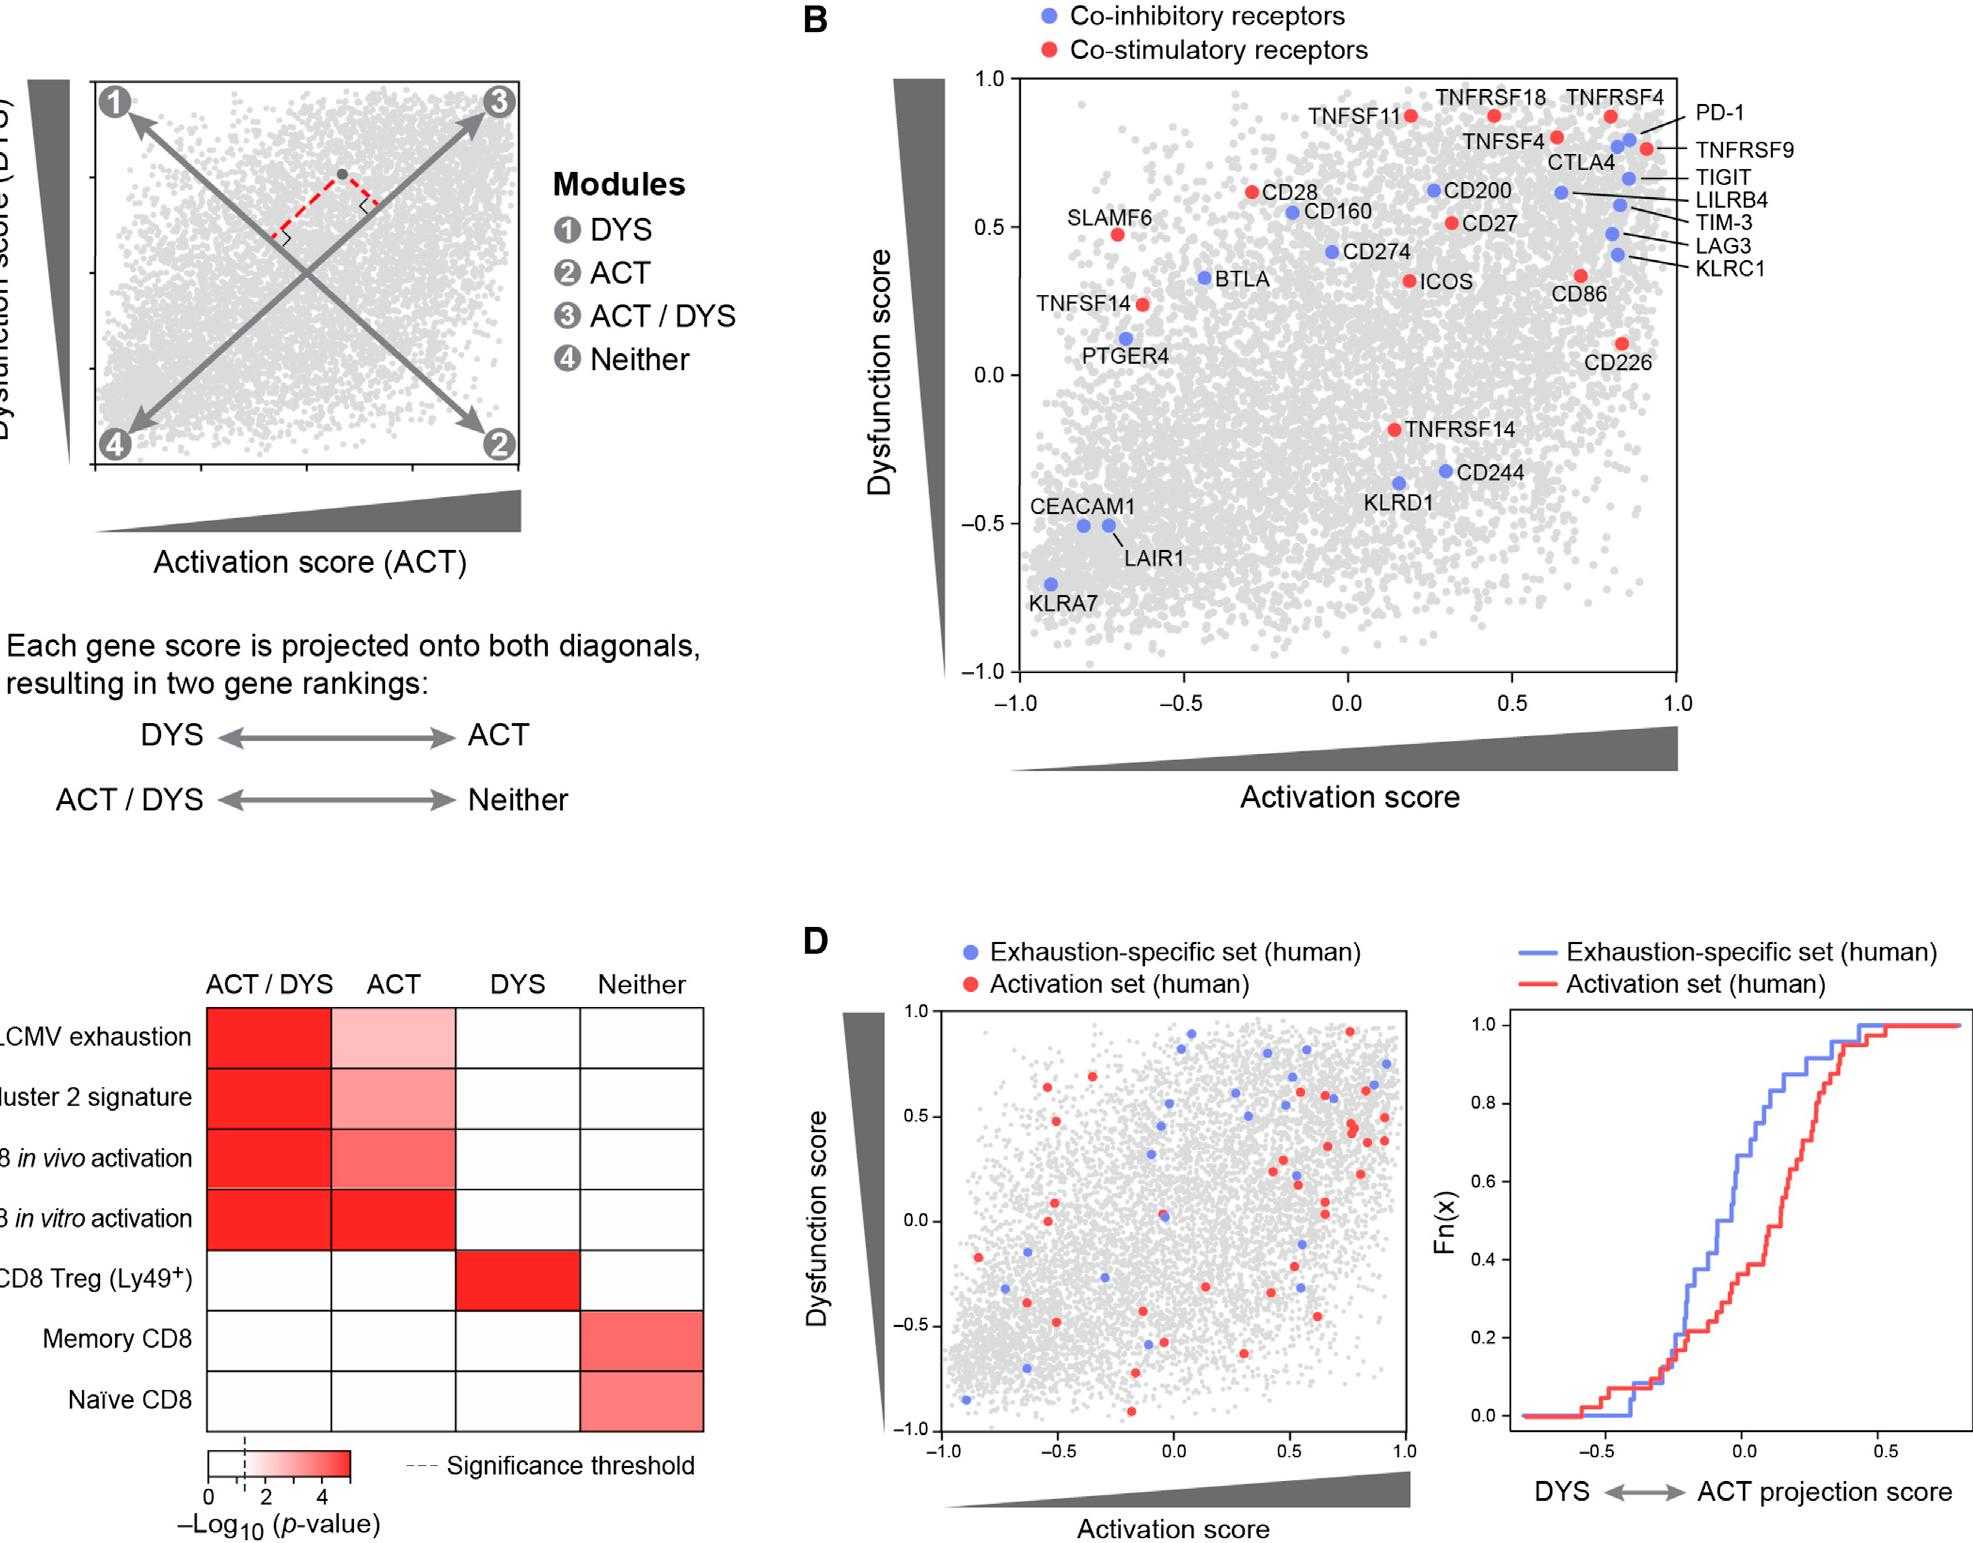 1
3
4
2
Activation score (ACT)
Modules
1 DYS
2 ACT
3 ACT / DYS
4 Neither
Each gene score is projected onto both diagonals,
resulting in two gene rankings:
DYS
ACT
ACT / DYS
Neither
B
Co-inhibitory receptors
Co-stimulatory receptors
Dysfunction score
1.0
0.5
0.0
–0.5
–1.0
TNFSF11
TNFRSF18
TNFRSF4
TNFSF4
CTLA4
PD-1
TNFRSF9
TIGIT
LILRB4
TIM-3
LAG3
KLRC1
CD28
CD160
CD200
CD27
SLAMF6
CD274
BTLA
ICOS
CD86
TNFSF14
PTGER4
CD226
TNFRSF14
CD244
KLRD1
CEACAM1
LAIR1
KLRA7
–1.0
–0.5
0.0
0.5
1.0
Activation score
ACT / DYS
ACT
DYS
Neither
LCMV exhaustion
luster 2 signature
8 in vivo activation
8 in vitro activation
CD8 Treg (Ly49+)
Memory CD8
Naïve CD8
0
2
4
–Log10 (p-value)
Significance threshold
D
Exhaustion-specific set (human)
Activation set (human)
Dysfunction score
1.0
0.5
0.0
–0.5
–1.0
–1.0
–0.5
0.0
0.5
1.0
Activation score
Exhaustion-specific set (human)
Activation set (human)
Fn(x)
1.0
0.8
0.6
0.4
0.2
0.0
–0.5
0.0
0.5
DYS
ACT projection score